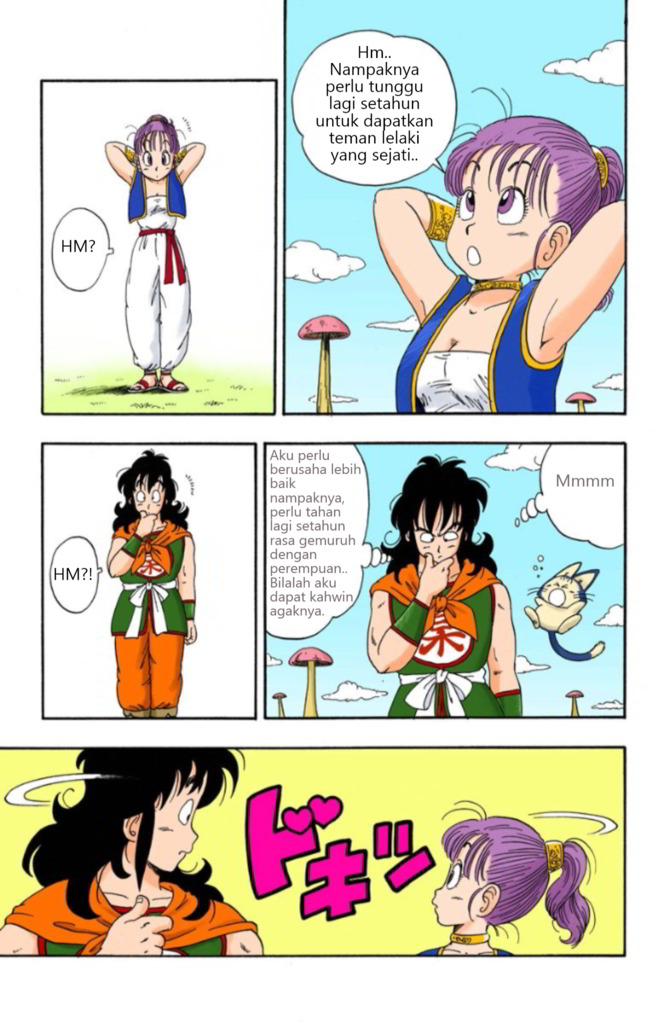 Hm..
Nampaknya
perlu tunggu
lagi setahun
untuk dapatkan
teman lelaki
yang sejati..
HM?
Mmmm
Aku perlu
berusaha lebih
baik
nampaknya,
perlu tahan
lagi setahun
rasa gemuruh
dengan
perempuan..
Bilalah aku
dapat kahwin
agaknya.
HM?!
ドキッ